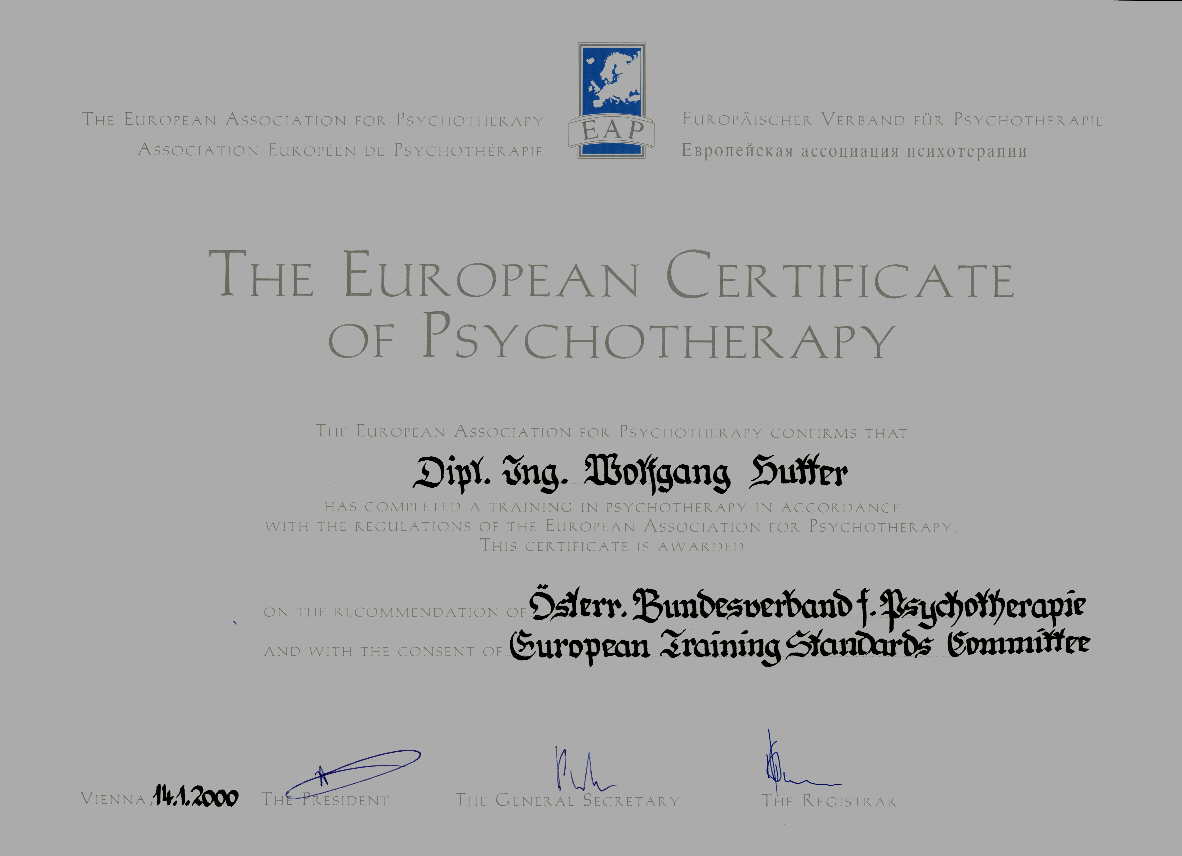 The European Association for Psychotherapy
Association Européen de Psychothérapie
EAP
Europäischer Verband für Psychotherapie
Европейская ассоциация психотерапии
The European Certificate
of Psychotherapy
The European Association for Psychotherapy confirms that
Dipl. Ing. Wolfgang Hutter
has completed a training in psychotherapy in accordance
with the regulations of the European Association for Psychotherapy.
This certificate is awarded
on the recommendation of Österr. Bundesverband f. Psychotherapie
and with the consent of European Training Standards Committee
Vienna, 14.1.2000 The President The General Secretary The Registrar